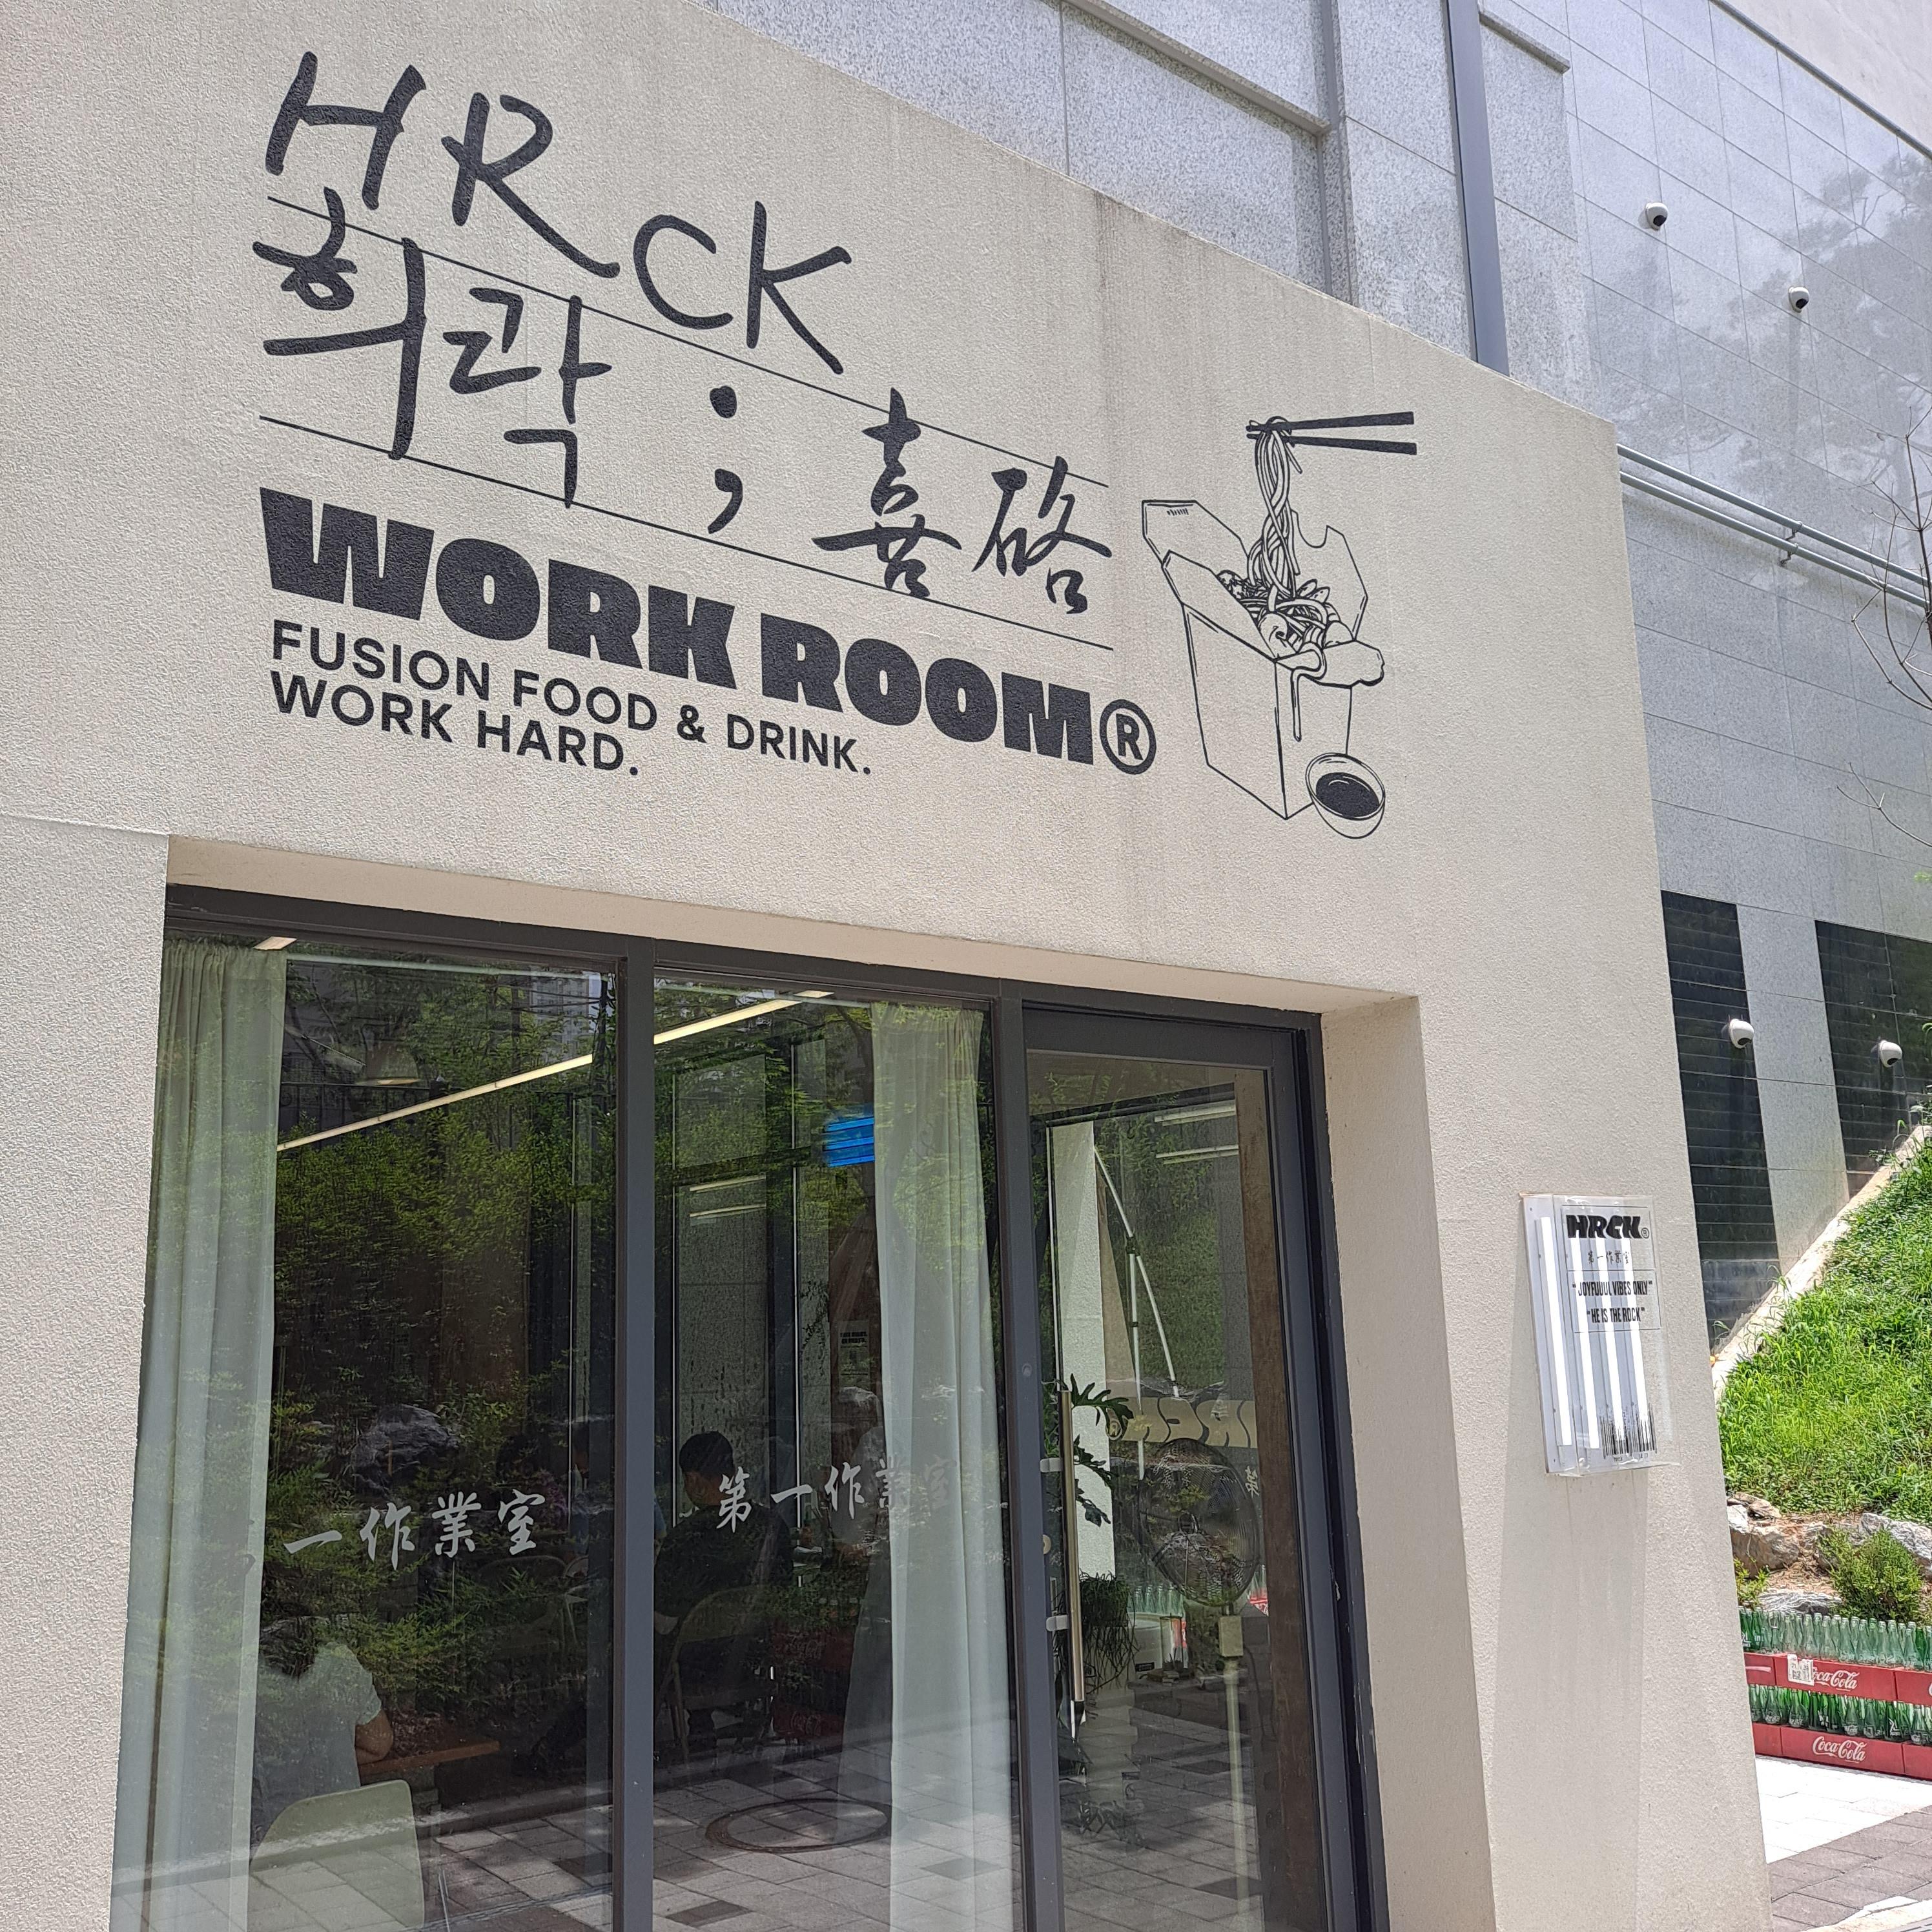 HRCK
희락 ; 喜硌
WORK ROOM®
FUSION FOOD & DRINK.
WORK HARD.
一作業室
第一作業室
HRCK®
第一作業室
"JOYFUUUL VIBES ONLY"
"HE IS THE ROCK"
Coca-Cola
Coca-Cola